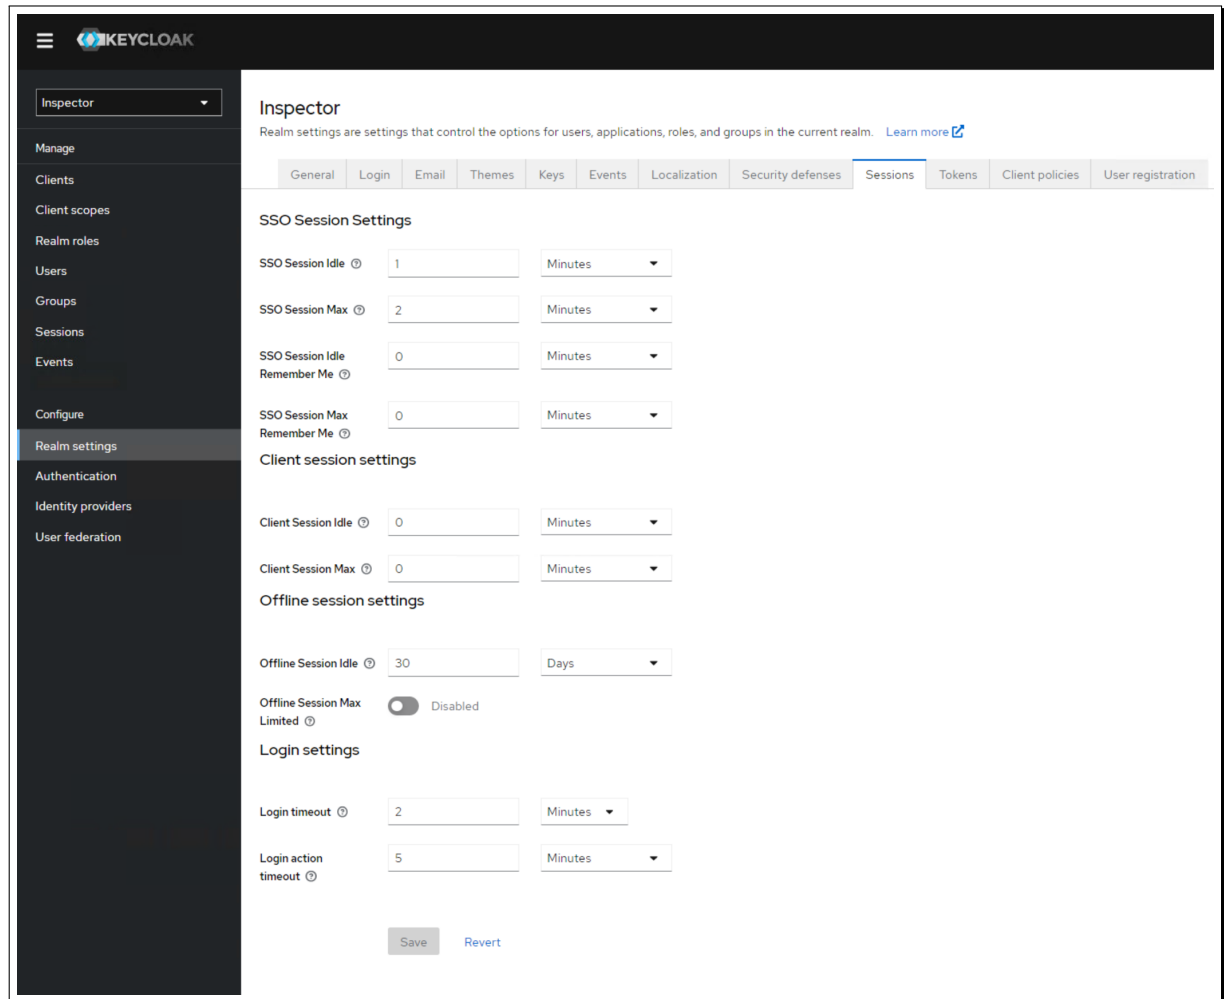 KEYCLOAK
Inspector
Manage
Clients
Client scopes
Realm roles
Users
Groups
Sessions
Events
Configure
Realm settings
Authentication
Identity providers
User federation
Inspector
Realm settings are settings that control the options for users, applications, roles, and groups in the current realm. Learn more
General Login Email Themes Keys Events Localization Security defenses Sessions Tokens Client policies User registration
SSO Session Settings
SSO Session Idle 1 Minutes
SSO Session Max 2 Minutes
SSO Session Idle 0 Minutes
Remember Me
SSO Session Max 0 Minutes
Remember Me
Client session settings
Client Session Idle 0 Minutes
Client Session Max 0 Minutes
Offline session settings
Offline Session Idle 30 Days
Offline Session Max Disabled
Limited
Login settings
Login timeout 2 Minutes
Login action 5 Minutes
timeout
Save Revert